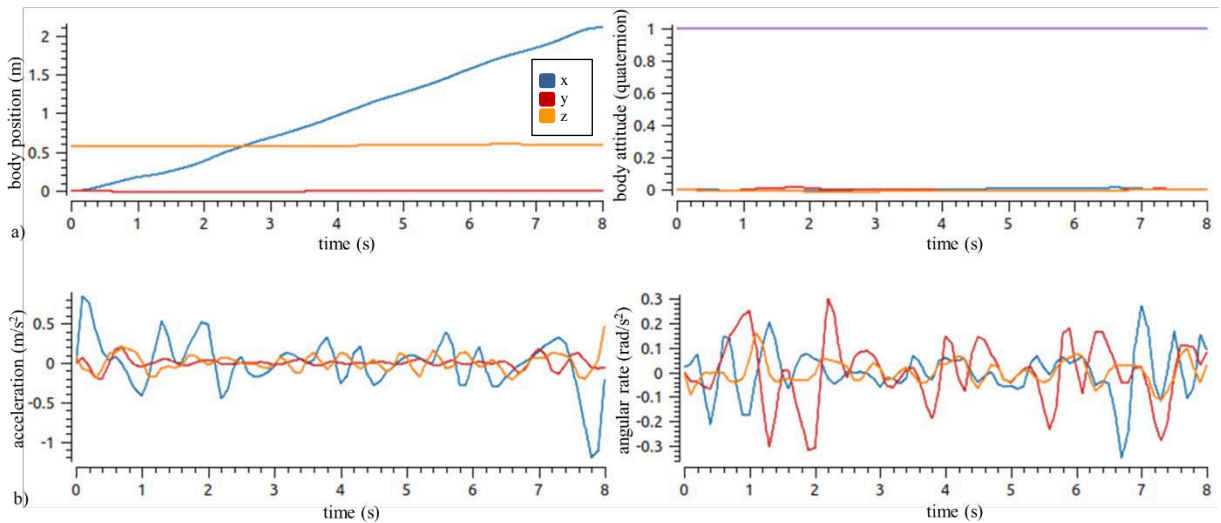 body position (m)
2
1.5
1
0.5
0
0 1 2 3 4 5 6 7 8
time (s)
x
y
z
a)
body attitude (quaternion)
1
0.8
0.6
0.4
0.2
0
0 1 2 3 4 5 6 7 8
time (s)
acceleration (m/s²)
0.5
0
-0.5
-1
0 1 2 3 4 5 6 7 8
time (s)
b)
angular rate (rad/s²)
0.3
0.2
0.1
0
-0.1
-0.2
-0.3
0 1 2 3 4 5 6 7 8
time (s)